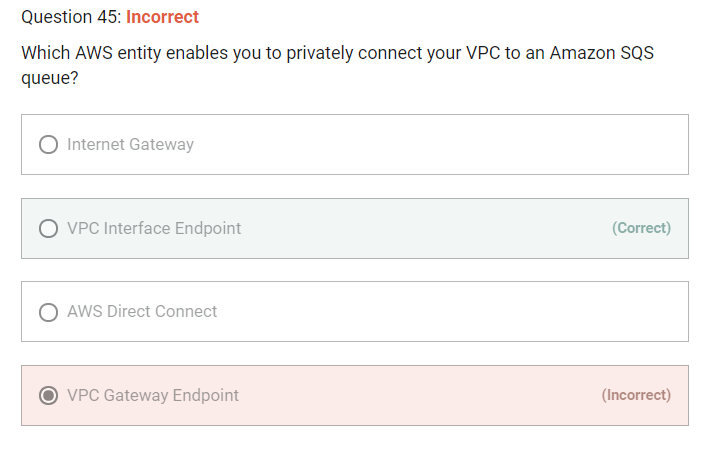 Question 45: Incorrect
Which AWS entity enables you to privately connect your VPC to an Amazon SQS
queue?
Internet Gateway
VPC Interface Endpoint (Correct)
AWS Direct Connect
VPC Gateway Endpoint (Incorrect)